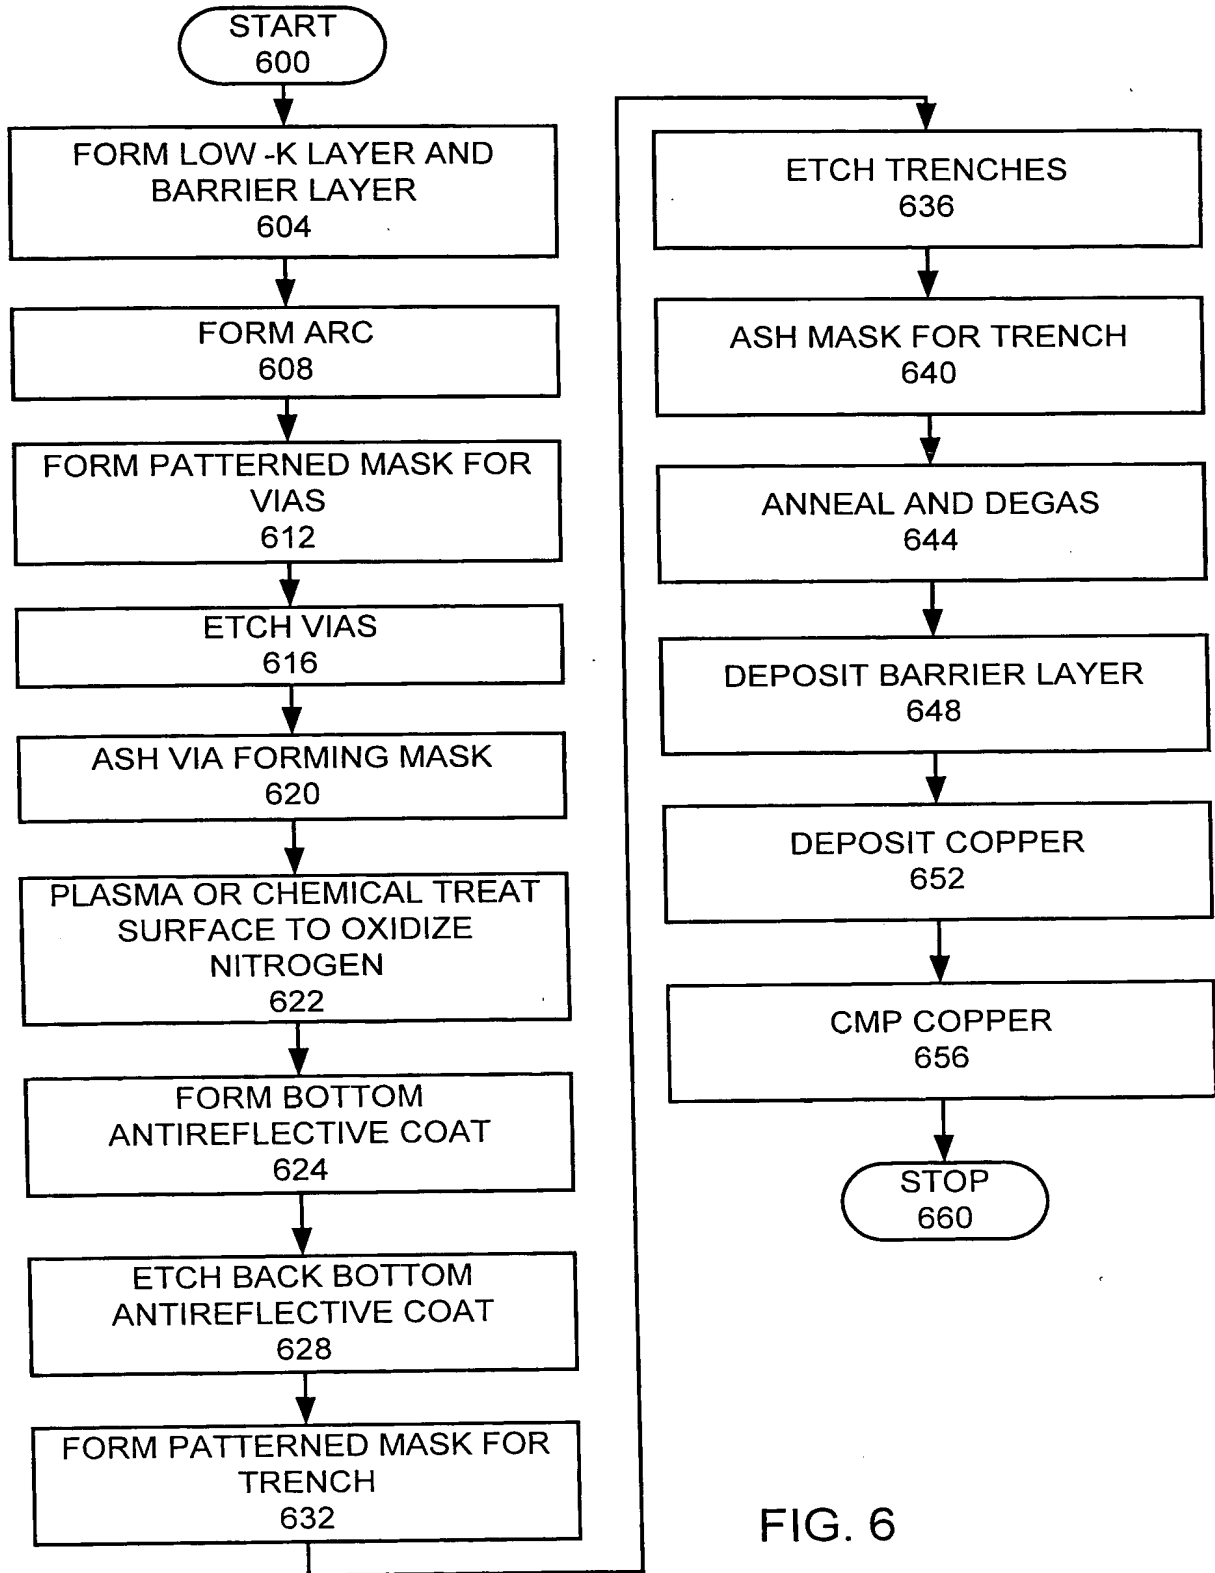 START
600
FORM LOW -K LAYER AND
BARRIER LAYER
604
FORM ARC
608
FORM PATTERNED MASK FOR
VIAS
612
ETCH VIAS
616
ASH VIA FORMING MASK
620
PLASMA OR CHEMICAL TREAT
SURFACE TO OXIDIZE
NITROGEN
622
FORM BOTTOM
ANTIREFLECTIVE COAT
624
ETCH BACK BOTTOM
ANTIREFLECTIVE COAT
628
FORM PATTERNED MASK FOR
TRENCH
632
ETCH TRENCHES
636
ASH MASK FOR TRENCH
640
ANNEAL AND DEGAS
644
DEPOSIT BARRIER LAYER
648
DEPOSIT COPPER
652
CMP COPPER
656
STOP
660
FIG. 6